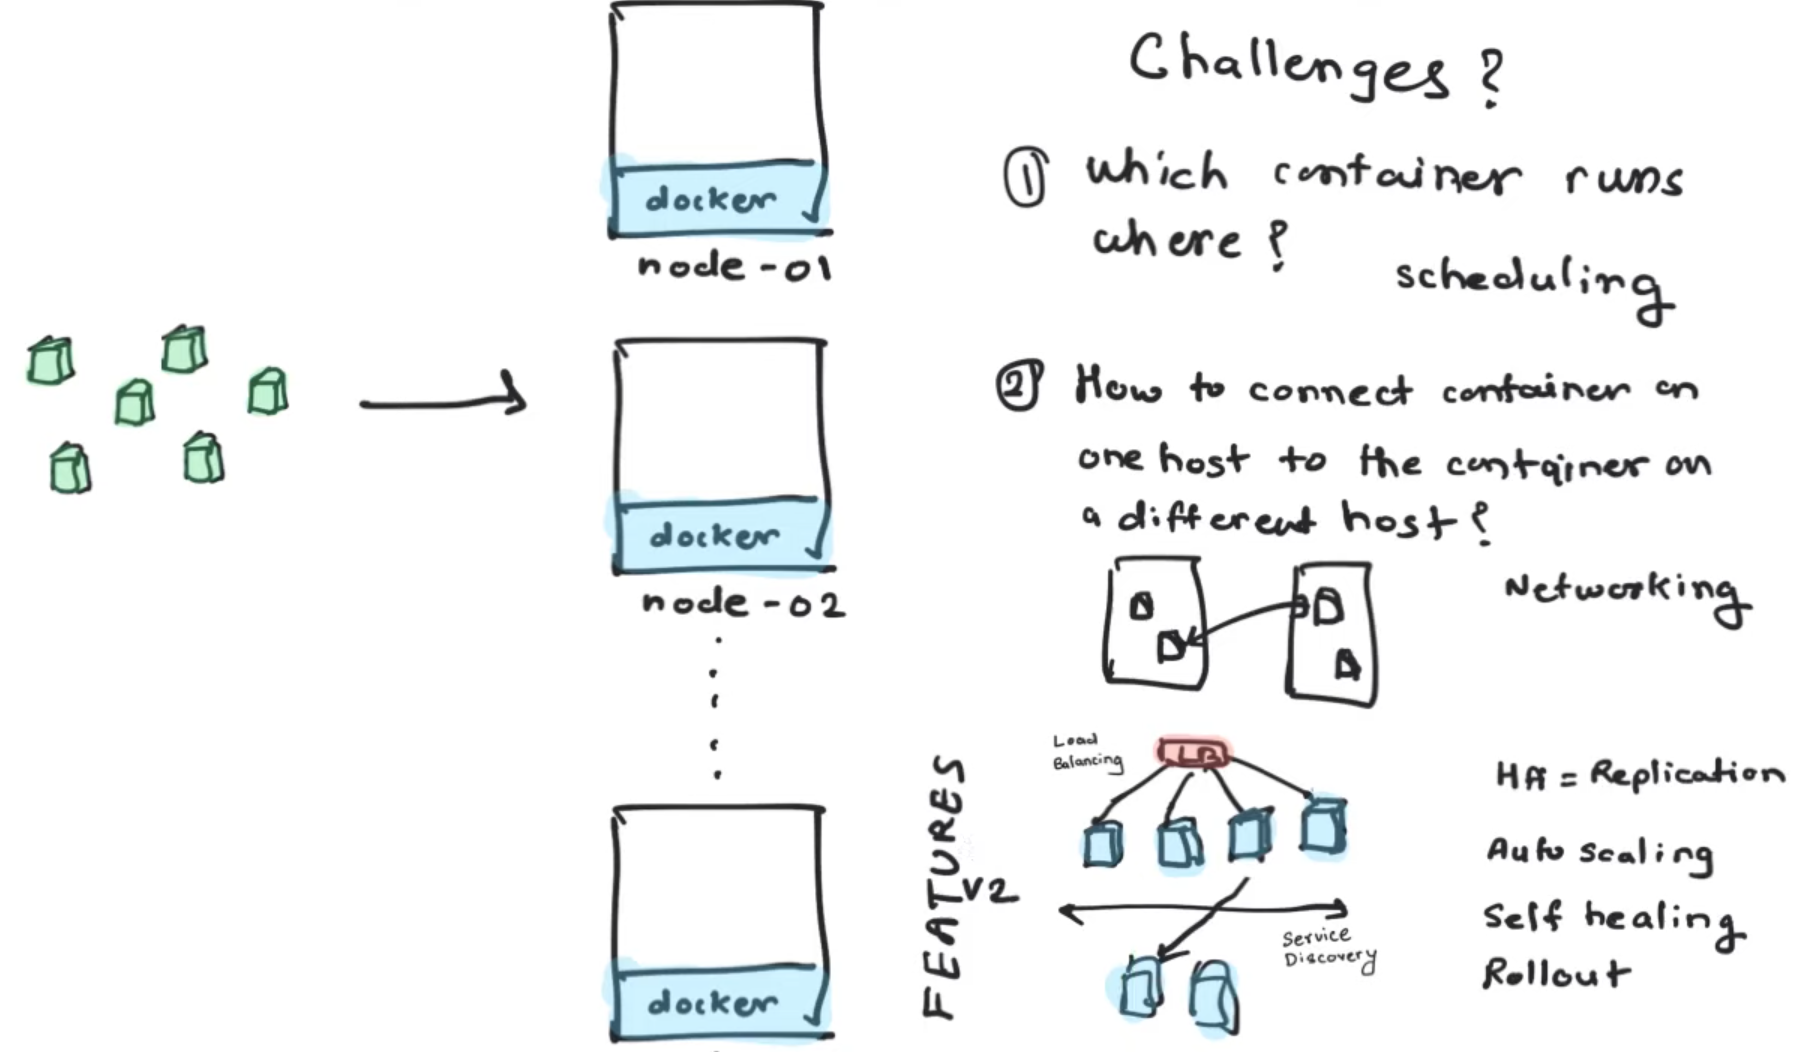 docker
node-01
docker
node-02
docker
Challenges?
① which container runs
where?
scheduling
② How to connect container on
one host to the container on
a different host?
Networking
FEATURES
V2
Load
Balancing
LB
Service
Discovery
HA = Replication
Auto scaling
Self healing
Rollout